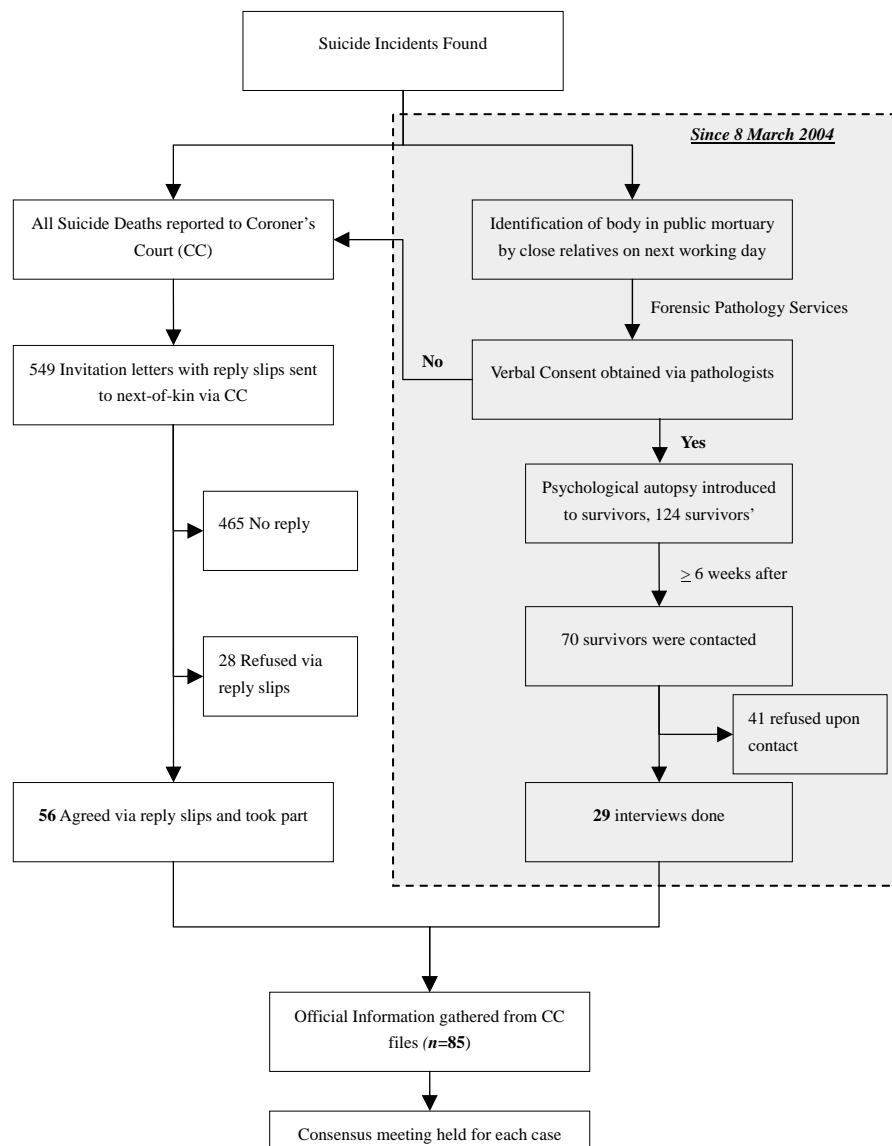 Suicide Incidents Found
Since 8 March 2004
All Suicide Deaths reported to Coroner's
Court (CC)
Identification of body in public mortuary
by close relatives on next working day
Forensic Pathology Services
549 Invitation letters with reply slips sent
to next-of-kin via CC
No
Verbal Consent obtained via pathologists
Yes
Psychological autopsy introduced
to survivors, 124 survivors'
465 No reply
≥ 6 weeks after
70 survivors were contacted
28 Refused via
reply slips
41 refused upon
contact
56 Agreed via reply slips and took part
29 interviews done
Official Information gathered from CC
files (n=85)
Consensus meeting held for each case